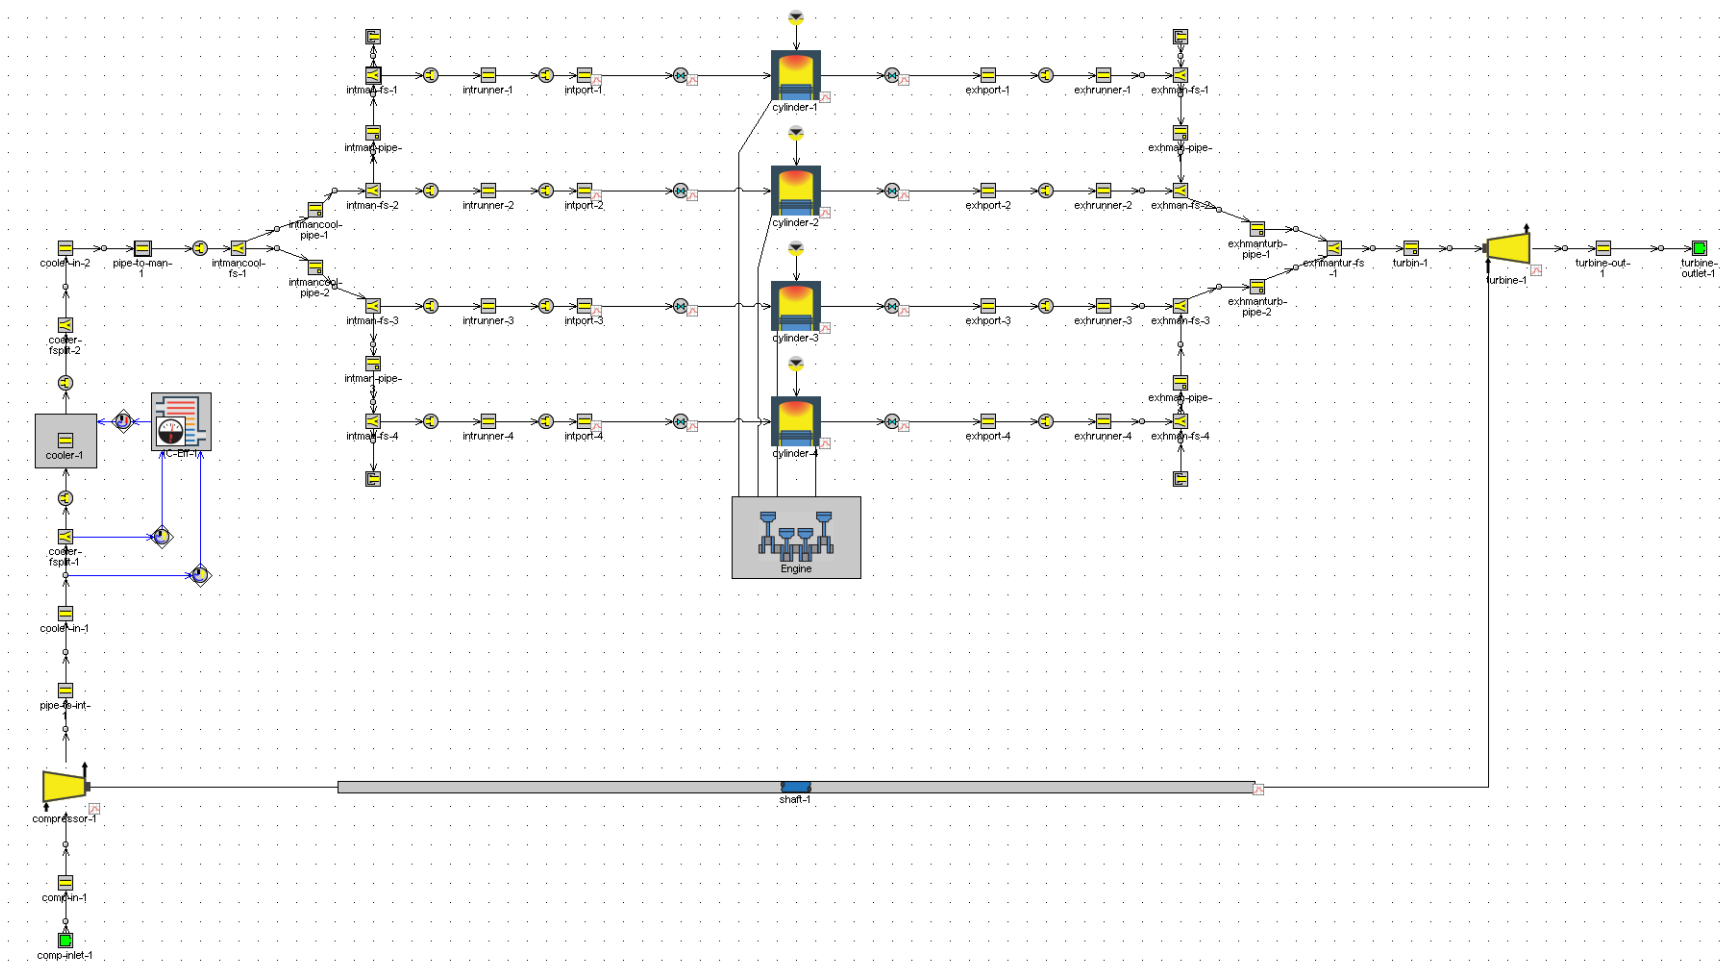 intman-fs-1
intrunner-1
intport-1
cylinder-1
exhport-1
exhrunner-1
exhman-fs-1
intman-pipe-
exhman-pipe-
intman-fs-2
intrunner-2
intport-2
cylinder-2
exhport-2
exhrunner-2
exhman-fs-2
intmancool-
pipe-1
exhmanturb-
pipe-1
cooler-in-2
pipe-to-man-
1
intmancool-
fs-1
exhmantur-fs
-1
turbin-1
turbine-1
turbine-out-
1
turbine-
outlet-1
intmancool-
pipe-2
exhmanturb-
pipe-2
intman-fs-3
intrunner-3
intport-3
cylinder-3
exhport-3
exhrunner-3
exhman-fs-3
cooler-
fsplit-2
intman-pipe-
3
exhman-pipe-
intman-fs-4
intrunner-4
intport-4
cylinder-4
exhport-4
exhrunner-4
exhman-fs-4
cooler-1
IC-Eff-1
cooler-
fsplit-1
Engine
cooler-in-1
pipe-to-int-
1
shaft-1
compressor-1
comp-in-1
comp-inlet-1